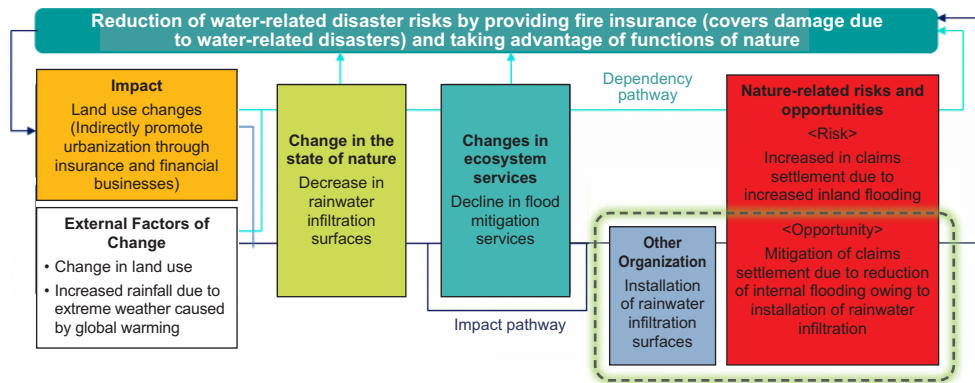 Reduction of water-related disaster risks by providing fire insurance (covers damage due
to water-related disasters) and taking advantage of functions of nature
Impact
Land use changes
(Indirectly promote
urbanization through
insurance and financial
businesses)
External Factors of
Change
• Change in land use
• Increased rainfall due to
extreme weather caused
by global warming
Change in the
state of nature
Decrease in
rainwater
infiltration
surfaces
Changes in
ecosystem
services
Decline in flood
mitigation
services
Impact pathway
Dependency
pathway
Other
Organization
Installation
of rainwater
infiltration
surfaces
Nature-related risks and
opportunities
<Risk>
Increased in claims
settlement due to
increased inland flooding
<Opportunity>
Mitigation of claims
settlement due to reduction
of internal flooding owing to
installation of rainwater
infiltration